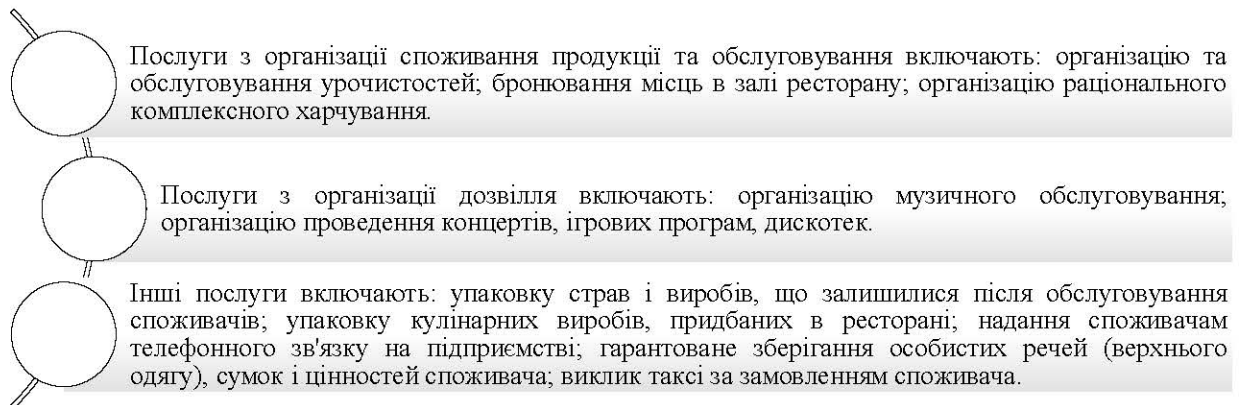 Послуги з організації споживання продукції та обслуговування включають: організацію та
обслуговування урочистостей; бронювання місць в залі ресторану; організацію раціонального
комплексного харчування.
Послуги з організації дозвілля включають: організацію музичного обслуговування;
організацію проведення концертів, ігрових програм, дискотек.
Інші послуги включають: упаковку страв і виробів, що залишилися після обслуговування
споживачів; упаковку кулінарних виробів, придбаних в ресторані; надання споживачам
телефонного зв'язку на підприємстві; гарантоване зберігання особистих речей (верхнього
одягу), сумок і цінностей споживача; виклик таксі за замовленням споживача.